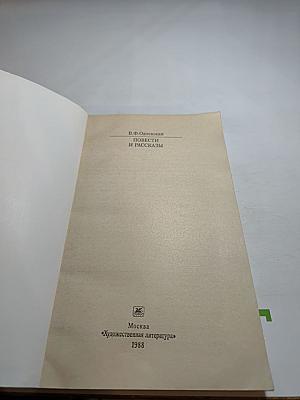 В.Ф.Одоевский
ПОВЕСТИ
И РАССКАЗЫ
Москва
«Художественная литература»
1988